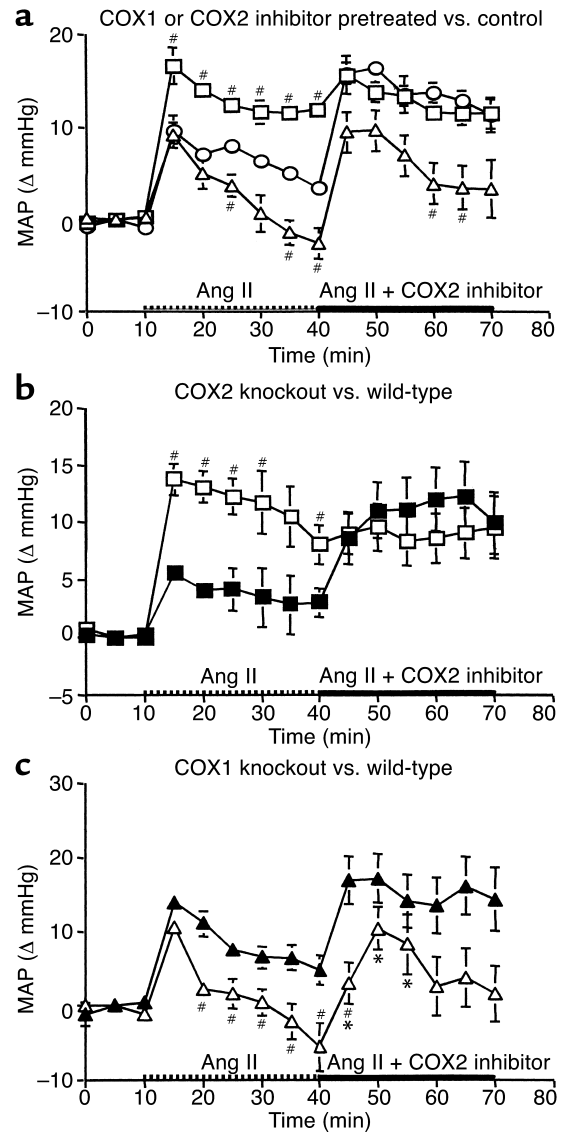 a COX1 or COX2 inhibitor pretreated vs. control
MAP (Δ mmHg)
20
10
0
–10
# # # # # #
# # #
# #
Ang II Ang II + COX2 inhibitor
0 10 20 30 40 50 60 70 80
Time (min)
b COX2 knockout vs. wild-type
MAP (Δ mmHg)
20
15
10
5
0
–5
# # # # #
Ang II Ang II + COX2 inhibitor
0 10 20 30 40 50 60 70 80
Time (min)
c COX1 knockout vs. wild-type
MAP (Δ mmHg)
30
20
10
0
–10
# # # # # #
* * *
Ang II Ang II + COX2 inhibitor
0 10 20 30 40 50 60 70 80
Time (min)